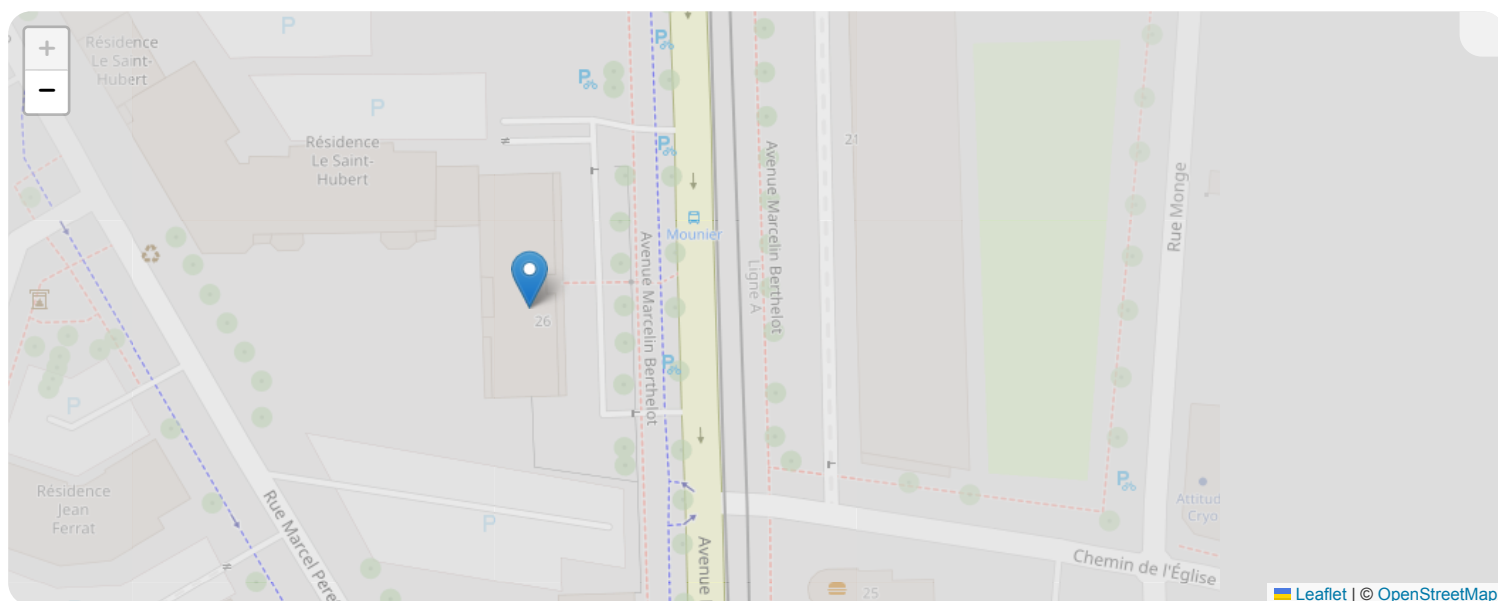 P
+
−
Résidence
Le Saint-
Hubert
P
P
P
Résidence
Le Saint-
Hubert
P
21
Avenue Marcelin Berthelot
Rue Monge
Mounier
Avenue Marcelin Berthelot
Ligne A
26
P
P
P
Attitud
Cryo
Résidence
Jean
Ferrat
P
Rue Marcel Pere
Avenue
Chemin de l'Église
25
Leaflet | © OpenStreetMap